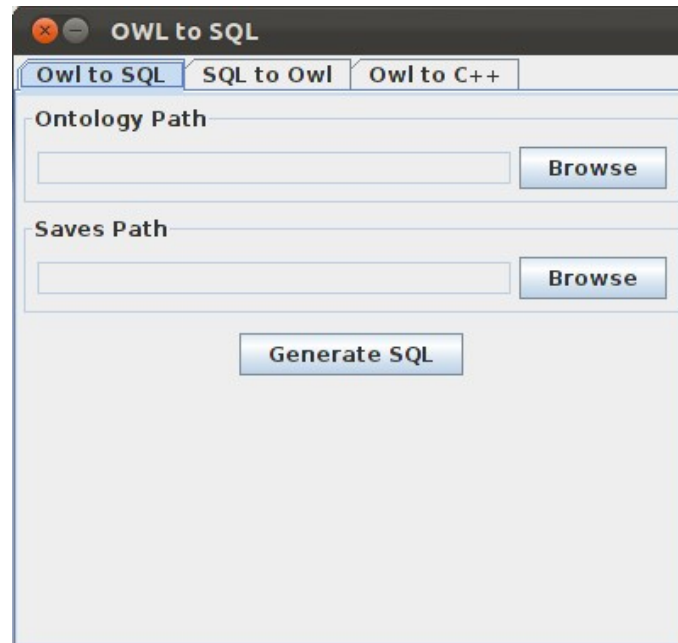 OWL to SQL
Owl to SQL SQL to Owl Owl to C++
Ontology Path
Browse
Saves Path
Browse
Generate SQL